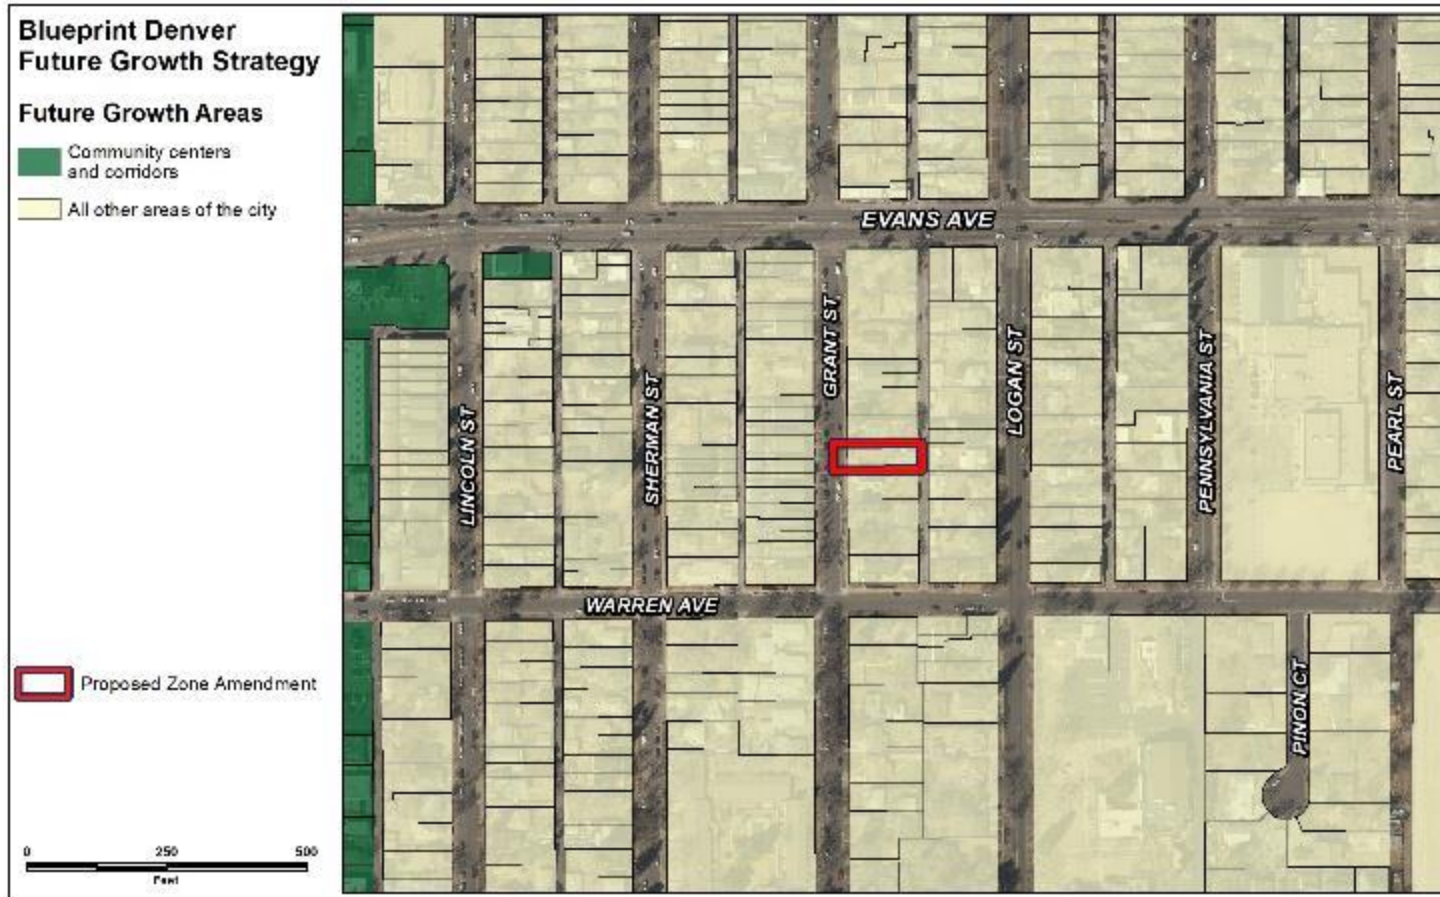 Blueprint Denver
Future Growth Strategy
Future Growth Areas
Community centers
and corridors
All other areas of the city
Proposed Zone Amendment
0 250 500
Feet
EVANS AVE
GRANT ST
LOGAN ST
PENNSYLVANIA ST
PEARL ST
SHERMAN ST
LINCOLN ST
WARREN AVE
PINON CT